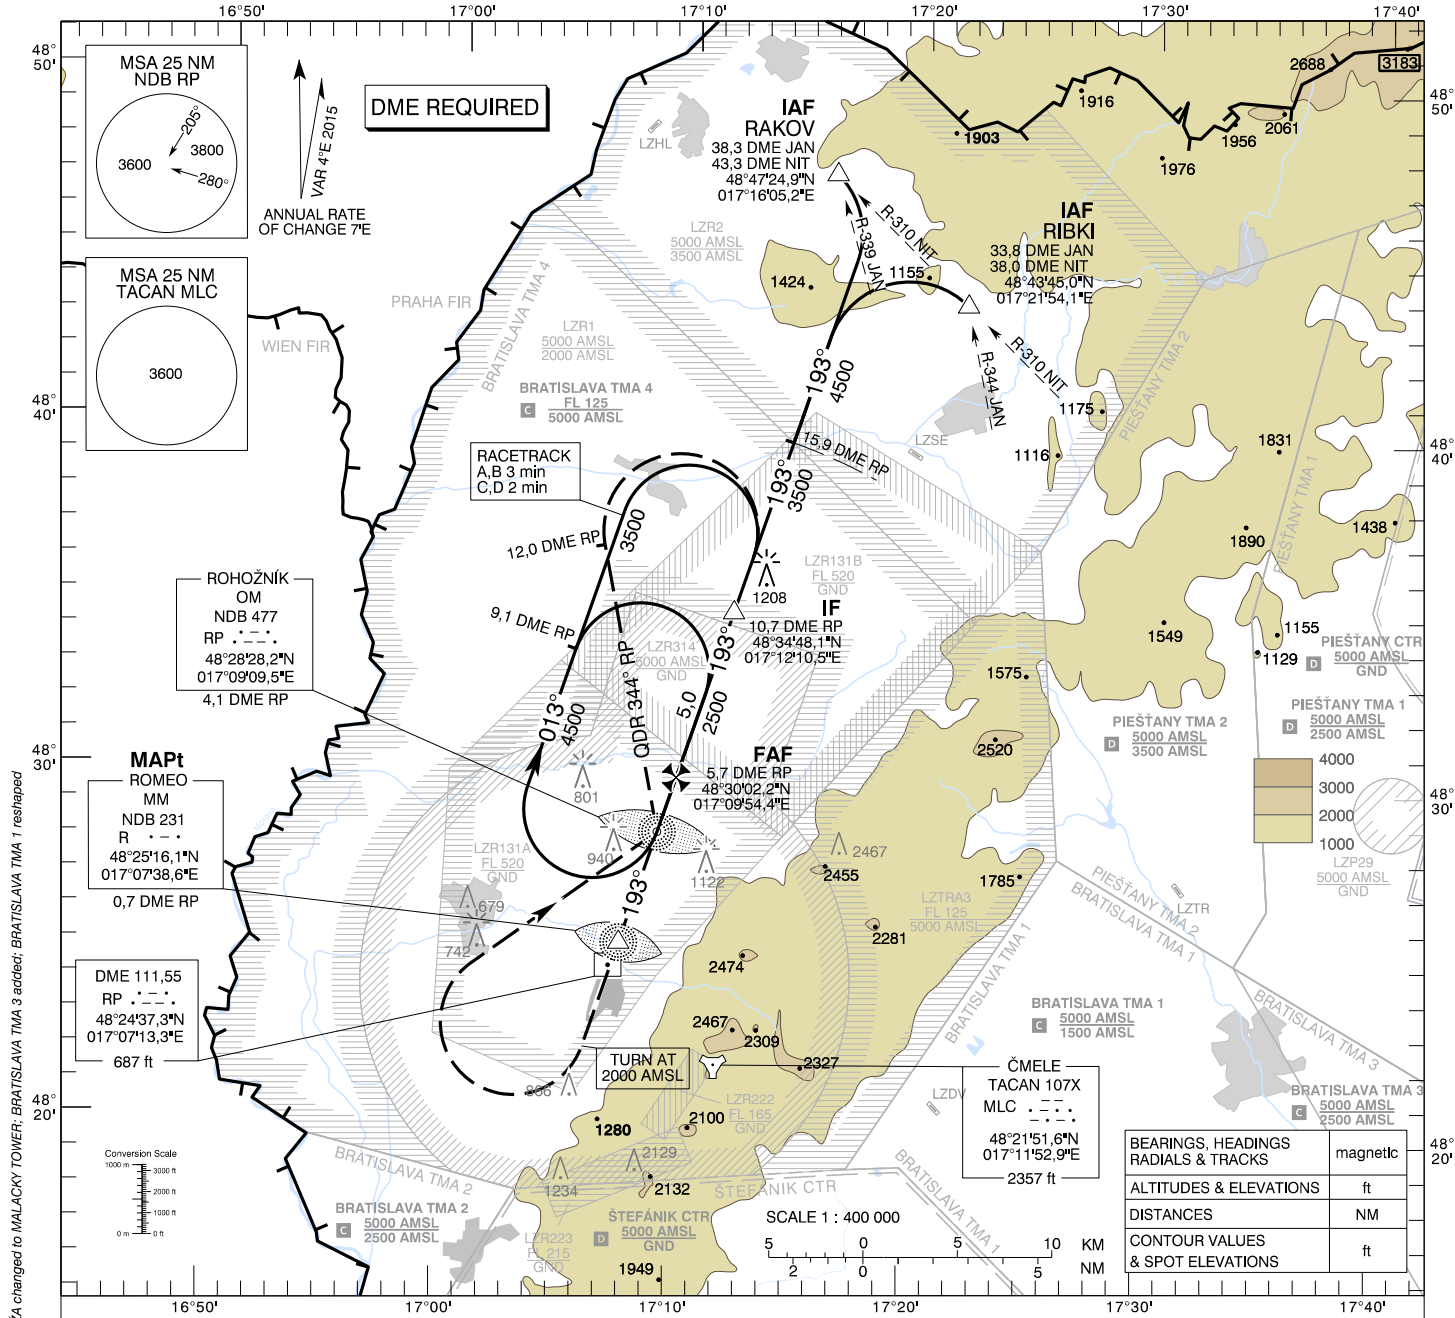 16°50'
17°00'
17°10'
17°20'
17°30'
17°40'
48°
50'
MSA 25 NM
NDB RP
205°
3600
3800
280°
VAR 4°E 2015
ANNUAL RATE
OF CHANGE 7'E
DME REQUIRED
MSA 25 NM
TACAN MLC
3600
LZHL
IAF
RAKOV
38,3 DME JAN
43,3 DME NIT
48°47'24,9"N
017°16'05,2"E
1903
1916
2688
3183
2061
1956
1976
48°
50'
LZR2
5000 AMSL
3500 AMSL
R-310 NIT
R-339 JAN
IAF
RIBKI
33,8 DME JAN
38,0 DME NIT
48°43'45,0"N
017°21'54,1"E
1424
1155
PRAHA FIR
WIEN FIR
BRATISLAVA TMA 4
LZR1
5000 AMSL
2000 AMSL
BRATISLAVA TMA 4
C
FL 125
5000 AMSL
193°
4500
R-310 NIT
R-344 JAN
1175
1116
LZSE
PIEŠŤANY TMA 2
1831
PIEŠŤANY TMA 1
48°
40'
48°
40'
RACETRACK
A,B 3 min
C,D 2 min
15,9 DME RP
193°
3500
3500
12,0 DME RP
1890
1438
LZR131B
FL 520
GND
1208
IF
10,7 DME RP
48°34'48,1"N
017°12'10,5"E
ROHOŽNÍK
OM
NDB 477
RP
48°28'28,2"N
017°09'09,5"E
4,1 DME RP
9,1 DME RP
LZR314
5000 AMSL
GND
193°
5,0
2500
QDR 344° RP
013°
4500
1549
1155
1129
PIEŠŤANY CTR
D
5000 AMSL
GND
1575
2520
PIEŠŤANY TMA 2
D
5000 AMSL
3500 AMSL
PIEŠŤANY TMA 1
D
5000 AMSL
2500 AMSL
4000
3000
2000
1000
48°
30'
48°
30'
MAPt
ROMEO
MM
NDB 231
R
48°25'16,1"N
017°07'38,6"E
0,7 DME RP
FAF
5,7 DME RP
48°30'02,2"N
017°09'54,4"E
801
940
1122
LZR131A
FL 520
GND
679
742
193°
2467
2455
1785
LZP29
5000 AMSL
GND
LZTRA3
FL 125
5000 AMSL
2281
2474
LZTR
PIEŠŤANY TMA 2
BRATISLAVA TMA 1
BRATISLAVA TMA 1
BRATISLAVA TMA 3
DME 111,55
RP
48°24'37,3"N
017°07'13,3"E
687 ft
2467
2309
2327
BRATISLAVA TMA 1
C
5000 AMSL
1500 AMSL
TURN AT
2000 AMSL
866
ČMELE
TACAN 107X
MLC
48°21'51,6"N
017°11'52,9"E
2357 ft
LZDV
BRATISLAVA TMA 3
C
5000 AMSL
2500 AMSL
LZR222
FL 165
GND
48°
20'
48°
20'
1280
2100
2129
2132
1234
Conversion Scale
1000 m
3000 ft
2000 ft
1000 ft
0 m
0 ft
BRATISLAVA TMA 2
BRATISLAVA TMA 2
C
5000 AMSL
2500 AMSL
ŠTEFÁNIK CTR
BRATISLAVA TMA 1
ŠTEFÁNIK CTR
D
5000 AMSL
GND
LZR223
FL 215
GND
1949
SCALE 1 : 400 000
5 0 5 10 KM
2 0 5 NM
BEARINGS, HEADINGS
RADIALS & TRACKS
magnetic
ALTITUDES & ELEVATIONS ft
DISTANCES NM
CONTOUR VALUES
& SPOT ELEVATIONS
ft
16°50'
17°00'
17°10'
17°20'
17°30'
17°40'
changed to MALACKY TOWER; BRATISLAVA TMA 3 added; BRATISLAVA TMA 1 reshaped